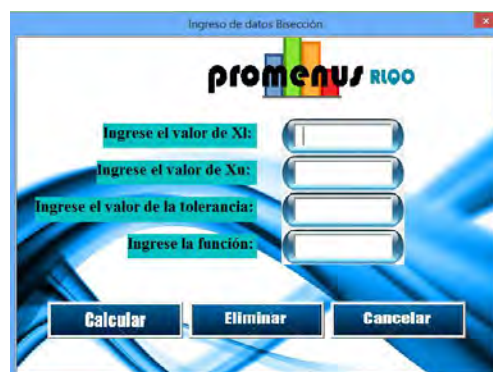 Ingreso de datos Bisección
promenus RLQO
Ingrese el valor de Xl:
Ingrese el valor de Xu:
Ingrese el valor de la tolerancia:
Ingrese la función:
Calcular Eliminar Cancelar